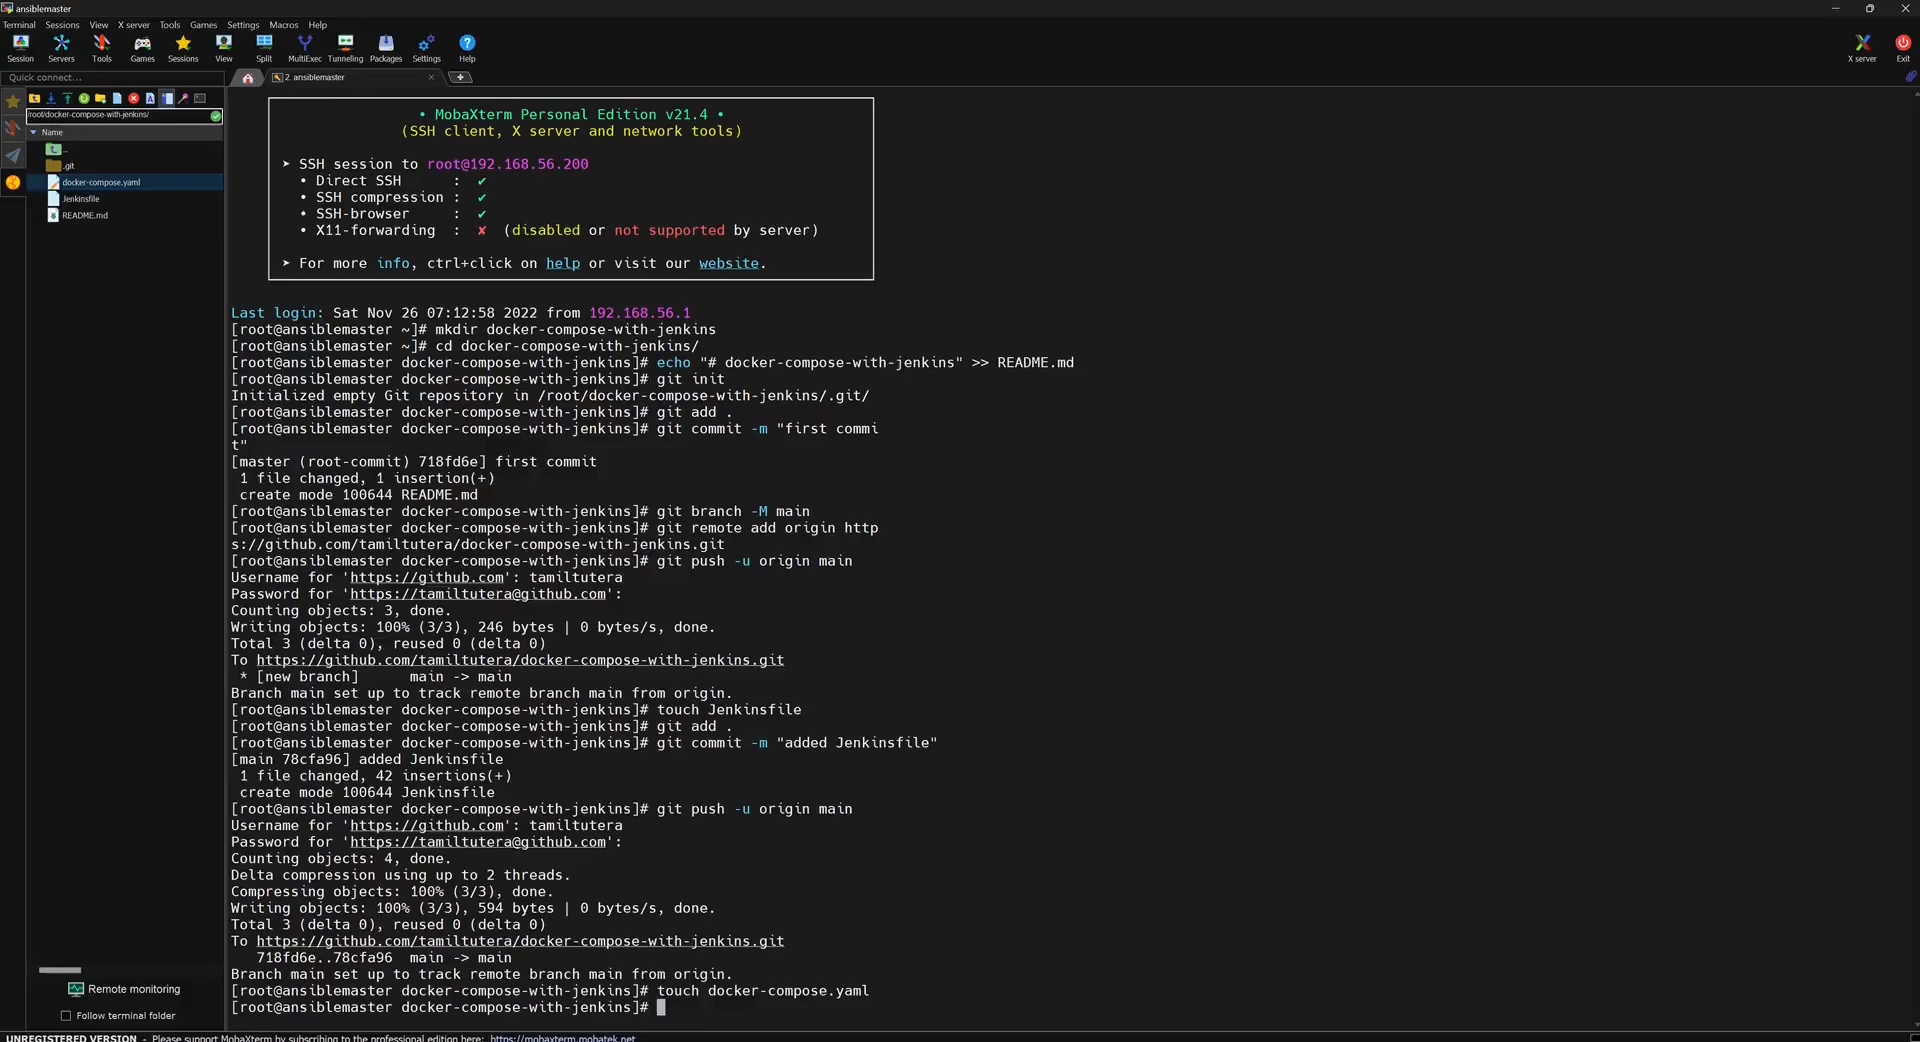 ansiblemaster
Terminal Sessions View X server Tools Games Settings Macros Help
Session Servers Tools Games Sessions View Split MultiExec Tunneling Packages Settings Help X server Exit
Quick connect...
2. ansiblemaster
/root/docker-compose-with-jenkins/
Name
..
.git
docker-compose.yaml
Jenkinsfile
README.md
• MobaXterm Personal Edition v21.4 •
(SSH client, X server and network tools)
➤ SSH session to root@192.168.56.200
• Direct SSH : ✔
• SSH compression : ✔
• SSH-browser : ✔
• X11-forwarding : ✘ (disabled or not supported by server)
➤ For more info, ctrl+click on help or visit our website.
Last login: Sat Nov 26 07:12:58 2022 from 192.168.56.1
[root@ansiblemaster ~]# mkdir docker-compose-with-jenkins
[root@ansiblemaster ~]# cd docker-compose-with-jenkins/
[root@ansiblemaster docker-compose-with-jenkins]# echo "# docker-compose-with-jenkins" >> README.md
[root@ansiblemaster docker-compose-with-jenkins]# git init
Initialized empty Git repository in /root/docker-compose-with-jenkins/.git/
[root@ansiblemaster docker-compose-with-jenkins]# git add .
[root@ansiblemaster docker-compose-with-jenkins]# git commit -m "first commi
t"
[master (root-commit) 718fd6e] first commit
1 file changed, 1 insertion(+)
create mode 100644 README.md
[root@ansiblemaster docker-compose-with-jenkins]# git branch -M main
[root@ansiblemaster docker-compose-with-jenkins]# git remote add origin http
s://github.com/tamiltutera/docker-compose-with-jenkins.git
[root@ansiblemaster docker-compose-with-jenkins]# git push -u origin main
Username for 'https://github.com': tamiltutera
Password for 'https://tamiltutera@github.com':
Counting objects: 3, done.
Writing objects: 100% (3/3), 246 bytes | 0 bytes/s, done.
Total 3 (delta 0), reused 0 (delta 0)
To https://github.com/tamiltutera/docker-compose-with-jenkins.git
* [new branch] main -> main
Branch main set up to track remote branch main from origin.
[root@ansiblemaster docker-compose-with-jenkins]# touch Jenkinsfile
[root@ansiblemaster docker-compose-with-jenkins]# git add .
[root@ansiblemaster docker-compose-with-jenkins]# git commit -m "added Jenkinsfile"
[main 78cfa96] added Jenkinsfile
1 file changed, 42 insertions(+)
create mode 100644 Jenkinsfile
[root@ansiblemaster docker-compose-with-jenkins]# git push -u origin main
Username for 'https://github.com': tamiltutera
Password for 'https://tamiltutera@github.com':
Counting objects: 4, done.
Delta compression using up to 2 threads.
Compressing objects: 100% (3/3), done.
Writing objects: 100% (3/3), 594 bytes | 0 bytes/s, done.
Total 3 (delta 0), reused 0 (delta 0)
To https://github.com/tamiltutera/docker-compose-with-jenkins.git
718fd6e..78cfa96 main -> main
Branch main set up to track remote branch main from origin.
[root@ansiblemaster docker-compose-with-jenkins]# touch docker-compose.yaml
[root@ansiblemaster docker-compose-with-jenkins]#
Remote monitoring
Follow terminal folder
UNREGISTERED VERSION - Please support MobaXterm by subscribing to the professional edition here: https://mobaxterm.mobatek.net